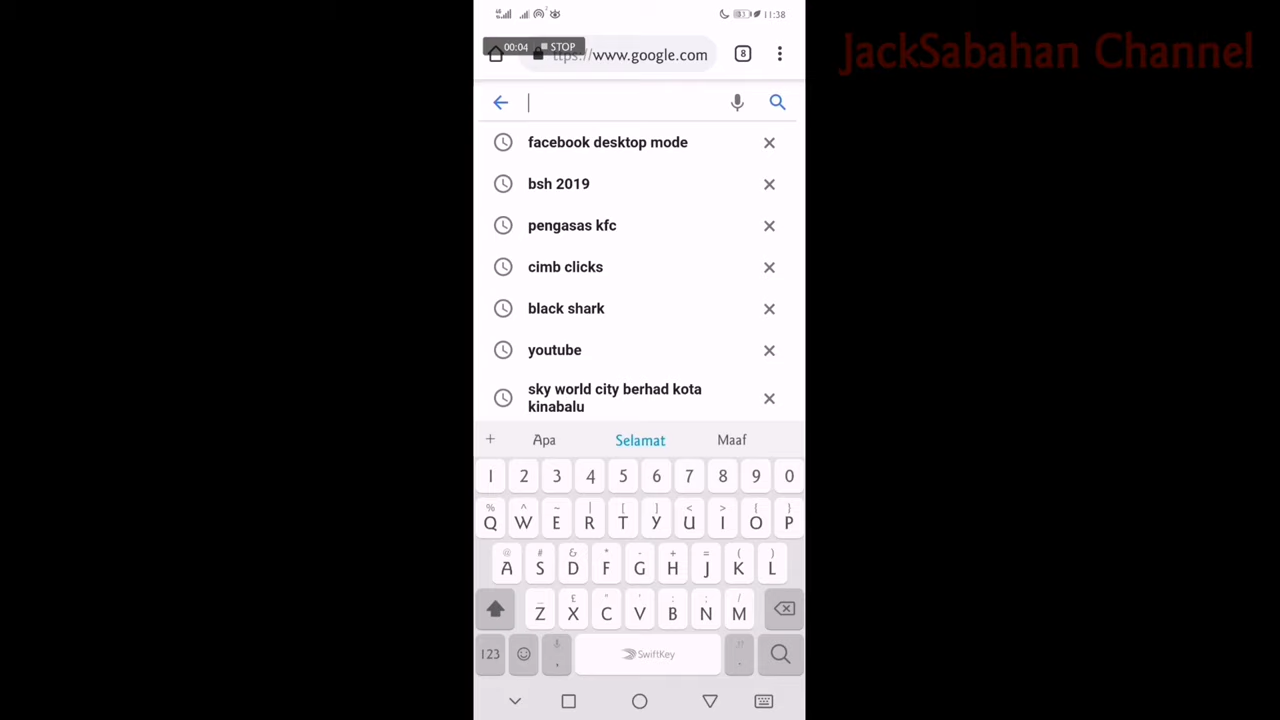 11:38
JackSabahan Channel
00:04 STOP
ttps://www.google.com
8
facebook desktop mode
bsh 2019
pengasas kfc
cimb clicks
black shark
youtube
sky world city berhad kota
kinabalu
+ Apa Selamat Maaf
1 2 3 4 5 6 7 8 9 0
% ^ ~ | [ ] < > { }
Q W E R T Y U I O P
@ # & * - + = ( )
A S D F G H J K L
_ £ " ' : ; /
Z X C V B N M
123 , SwiftKey .